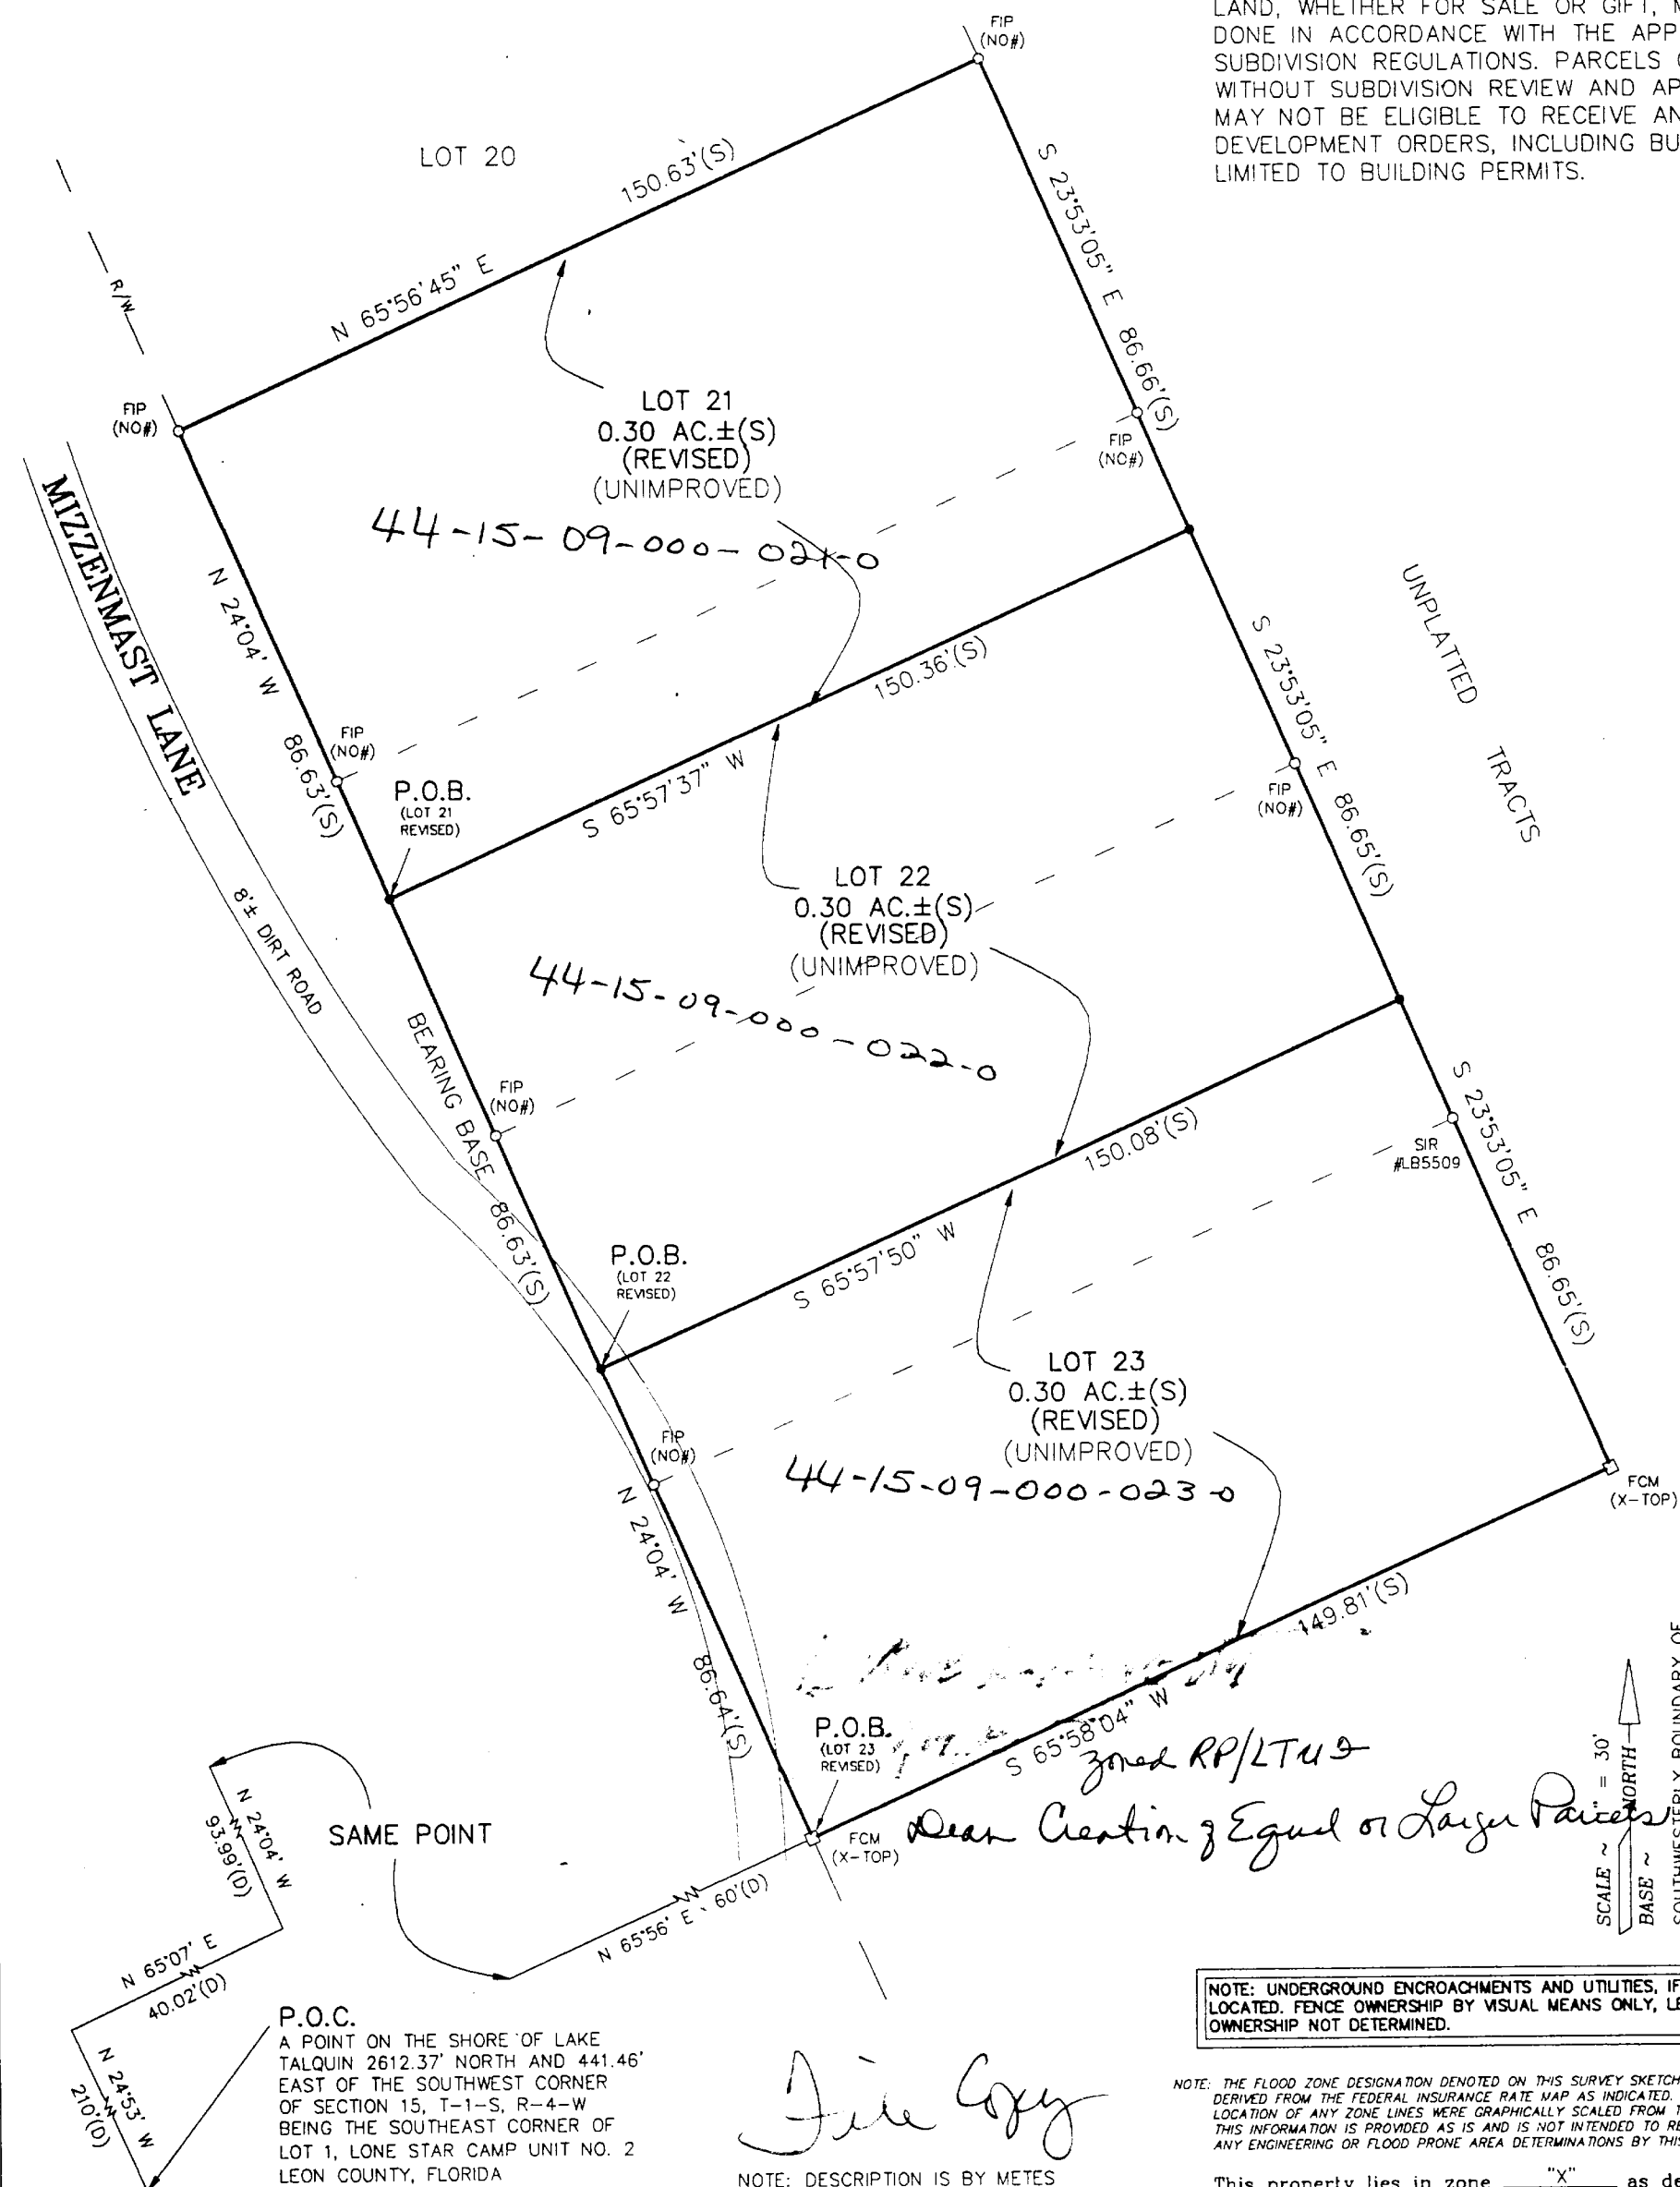 LAND, WHETHER FOR SALE OR GIFT,
DONE IN ACCORDANCE WITH THE APP
SUBDIVISION REGULATIONS. PARCELS
WITHOUT SUBDIVISION REVIEW AND AP
MAY NOT BE ELIGIBLE TO RECEIVE AN
DEVELOPMENT ORDERS, INCLUDING BU
LIMITED TO BUILDING PERMITS.
FIP
(NO#)
LOT 20
150.63'(S)
N 65°56'45" E
S 23°53'05" E 86.66'(S)
R/W
FIP
(NO#)
LOT 21
0.30 AC.±(S)
(REVISED)
(UNIMPROVED)
44-15-09-000-021-0
FIP
(NO#)
MIZZENMAST LANE
N 24°04' W 86.63'(S)
UNPLATTED TRACTS
150.36'(S)
S 65°57'37" W
S 23°53'05" E 86.65'(S)
FIP
(NO#)
P.O.B.
(LOT 21
REVISED)
FIP
(NO#)
8'± DIRT ROAD
LOT 22
0.30 AC.±(S)
(REVISED)
(UNIMPROVED)
44-15-09-000-022-0
BEARING BASE 86.63'(S)
FIP
(NO#)
150.08'(S)
S 65°57'50" W
SIR
#LB5509
S 23°53'05" E 86.65'(S)
P.O.B.
(LOT 22
REVISED)
LOT 23
0.30 AC.±(S)
(REVISED)
(UNIMPROVED)
44-15-09-000-023-0
FIP
(NO#)
FCM
(X-TOP)
N 24°04' W 86.64'(S)
149.81'(S)
S 65°58'04" W
P.O.B.
(LOT 23
REVISED)
zoned RP/LTUI
Creation of Equal or Larger Parcels
FCM
(X-TOP)
SAME POINT
N 24°04' W
93.99'(D)
N 65°56' E 60'(D)
N 65°07' E
40.02'(D)
N 24°53' W
210'(D)
SCALE ~ = 30'
NORTH
BASE ~
SOUTHWESTERLY BOUNDARY OF
P.O.C.
A POINT ON THE SHORE OF LAKE
TALQUIN 2612.37' NORTH AND 441.46'
EAST OF THE SOUTHWEST CORNER
OF SECTION 15, T-1-S, R-4-W
BEING THE SOUTHEAST CORNER OF
LOT 1, LONE STAR CAMP UNIT NO. 2
LEON COUNTY, FLORIDA
File Copy
NOTE: DESCRIPTION IS BY METES
NOTE: UNDERGROUND ENCROACHMENTS AND UTILITIES, IF
LOCATED. FENCE OWNERSHIP BY VISUAL MEANS ONLY, LE
OWNERSHIP NOT DETERMINED.
NOTE: THE FLOOD ZONE DESIGNATION DENOTED ON THIS SURVEY SKETCH
DERIVED FROM THE FEDERAL INSURANCE RATE MAP AS INDICATED.
LOCATION OF ANY ZONE LINES WERE GRAPHICALLY SCALED FROM
THIS INFORMATION IS PROVIDED AS IS AND IS NOT INTENDED TO RE
ANY ENGINEERING OR FLOOD PRONE AREA DETERMINATIONS BY THIS
This property lies in zone "X" as de